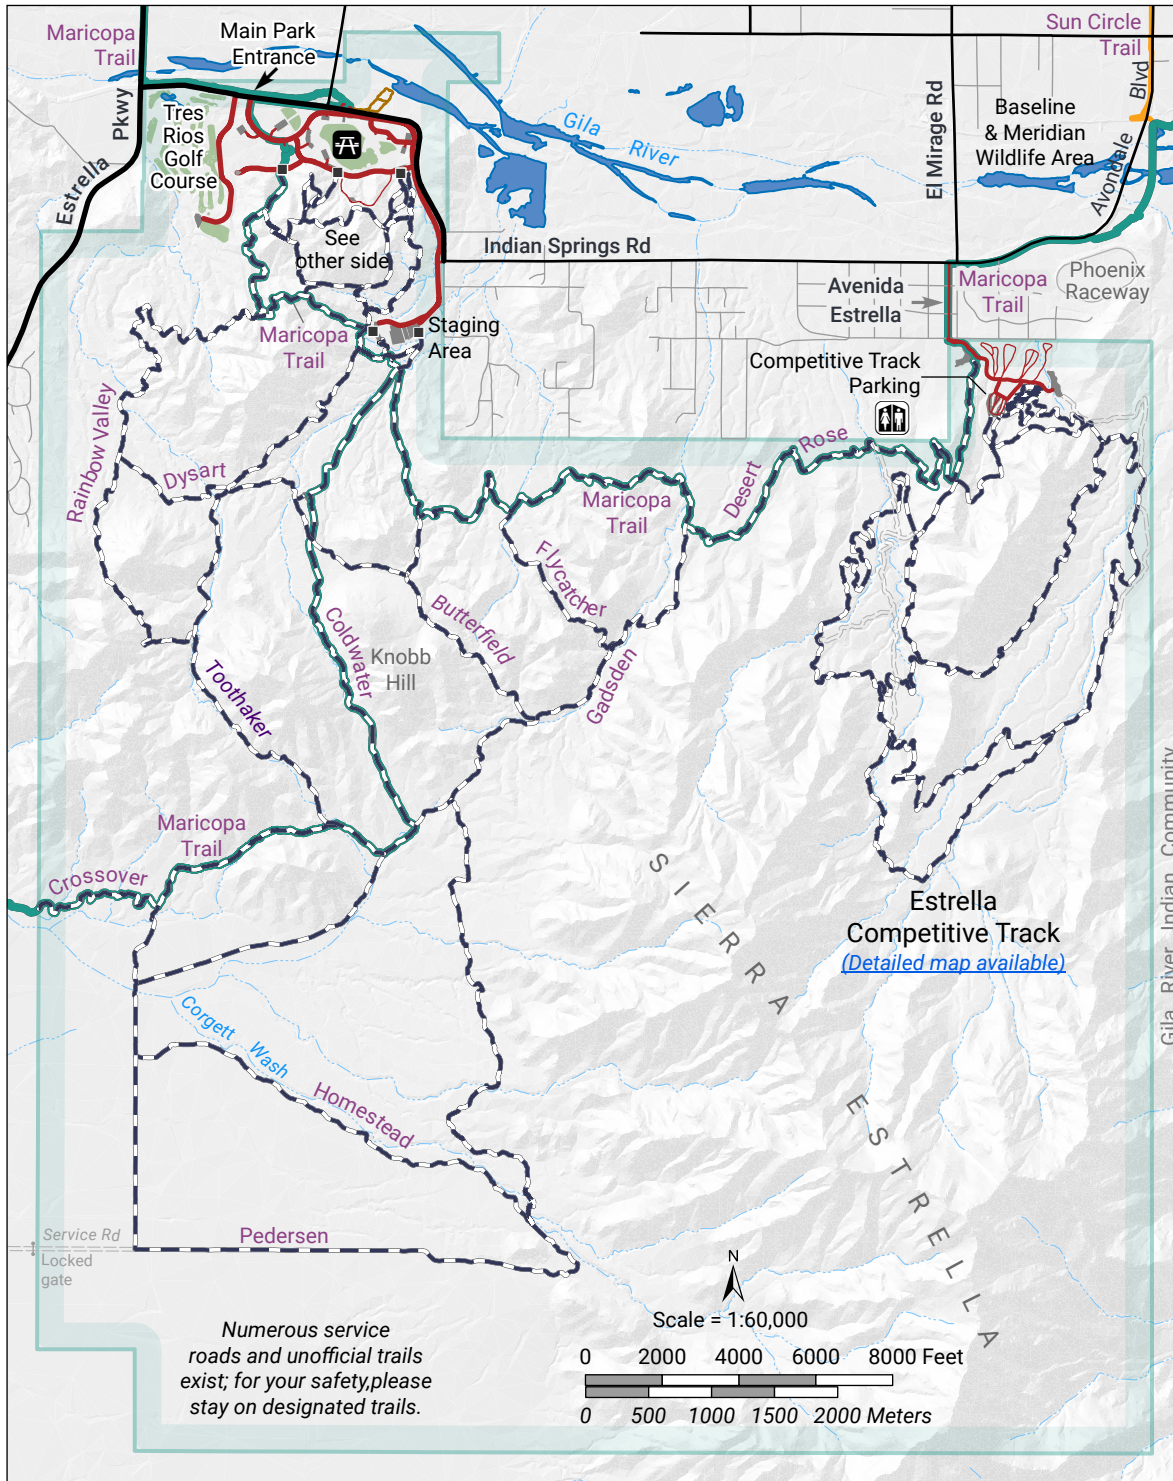 Maricopa
Trail
Main Park
Entrance
Sun Circle
Trail
Pkwy
Estrella
Tres
Rios
Golf
Course
Gila
River
El Mirage Rd
Baseline
& Meridian
Wildlife Area
Blvd
Avondale
See
other side
Indian Springs Rd
Avenida
Estrella
Maricopa
Trail
Phoenix
Raceway
Maricopa
Trail
Staging
Area
Competitive Track
Parking
Rainbow Valley
Dysart
Maricopa
Trail
Desert
Rose
Flycatcher
Butterfield
Coldwater
Knobb
Hill
Gadsden
Toothaker
Maricopa
Trail
Crossover
SIERRA
ESTRELLA
Estrella
Competitive Track
(Detailed map available)
Gila River Indian Community
Corgett
Wash
Homestead
Service Rd
Locked
gate
Pedersen
N
Scale = 1:60,000
0 2000 4000 6000 8000 Feet
0 500 1000 1500 2000 Meters
Numerous service
roads and unofficial trails
exist; for your safety,please
stay on designated trails.